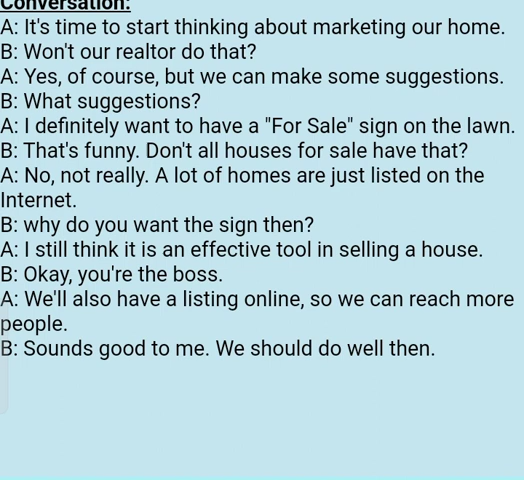 Conversation:
A: It's time to start thinking about marketing our home.
B: Won't our realtor do that?
A: Yes, of course, but we can make some suggestions.
B: What suggestions?
A: I definitely want to have a "For Sale" sign on the lawn.
B: That's funny. Don't all houses for sale have that?
A: No, not really. A lot of homes are just listed on the
Internet.
B: why do you want the sign then?
A: I still think it is an effective tool in selling a house.
B: Okay, you're the boss.
A: We'll also have a listing online, so we can reach more
people.
B: Sounds good to me. We should do well then.